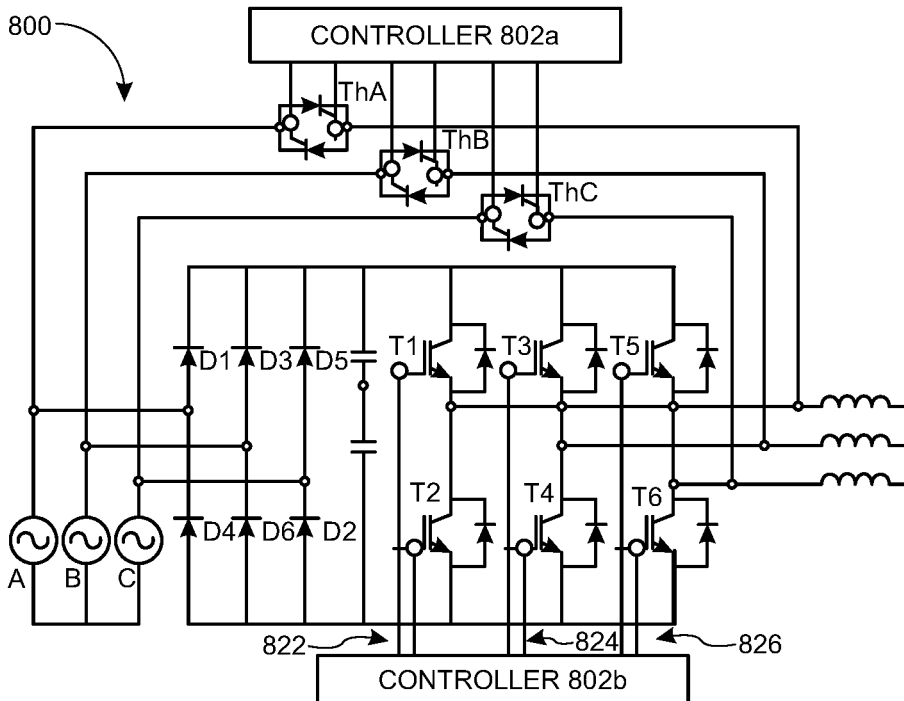 800
CONTROLLER 802a
ThA
ThB
ThC
D1 D3 D5 T1 T3 T5
T2 T4 T6
D4 D6 D2
A B C
822 824 826
CONTROLLER 802b